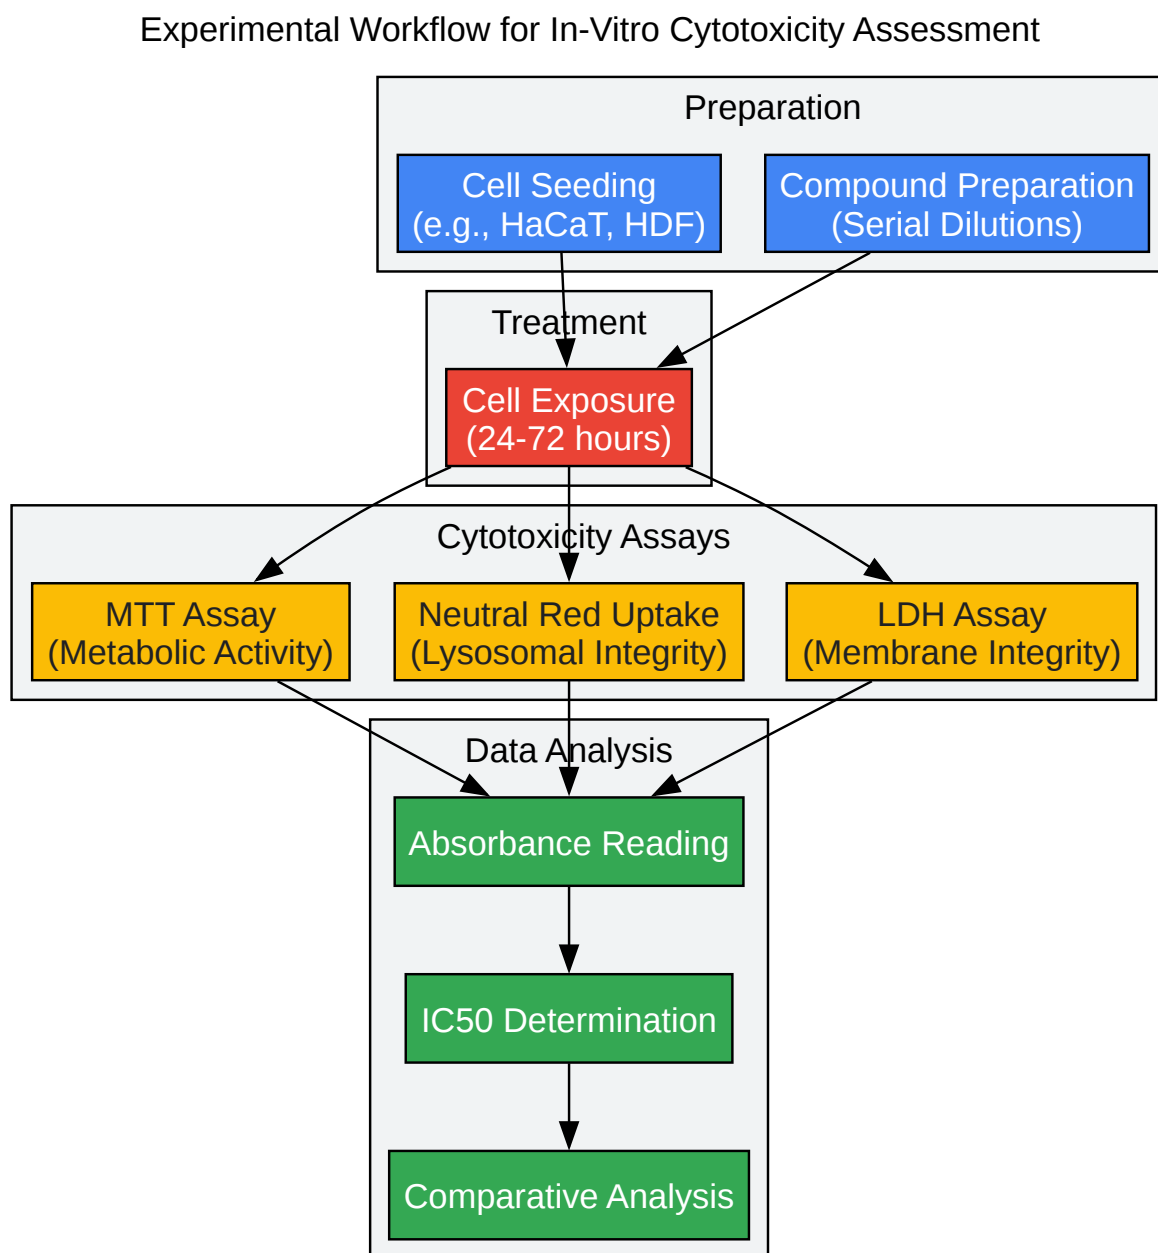 Experimental Workflow for In-Vitro Cytotoxicity Assessment
Preparation
Cell Seeding
(e.g., HaCaT, HDF)
Compound Preparation
(Serial Dilutions)
Treatment
Cell Exposure
(24-72 hours)
Cytotoxicity Assays
MTT Assay
(Metabolic Activity)
Neutral Red Uptake
(Lysosomal Integrity)
LDH Assay
(Membrane Integrity)
Data Analysis
Absorbance Reading
IC50 Determination
Comparative Analysis